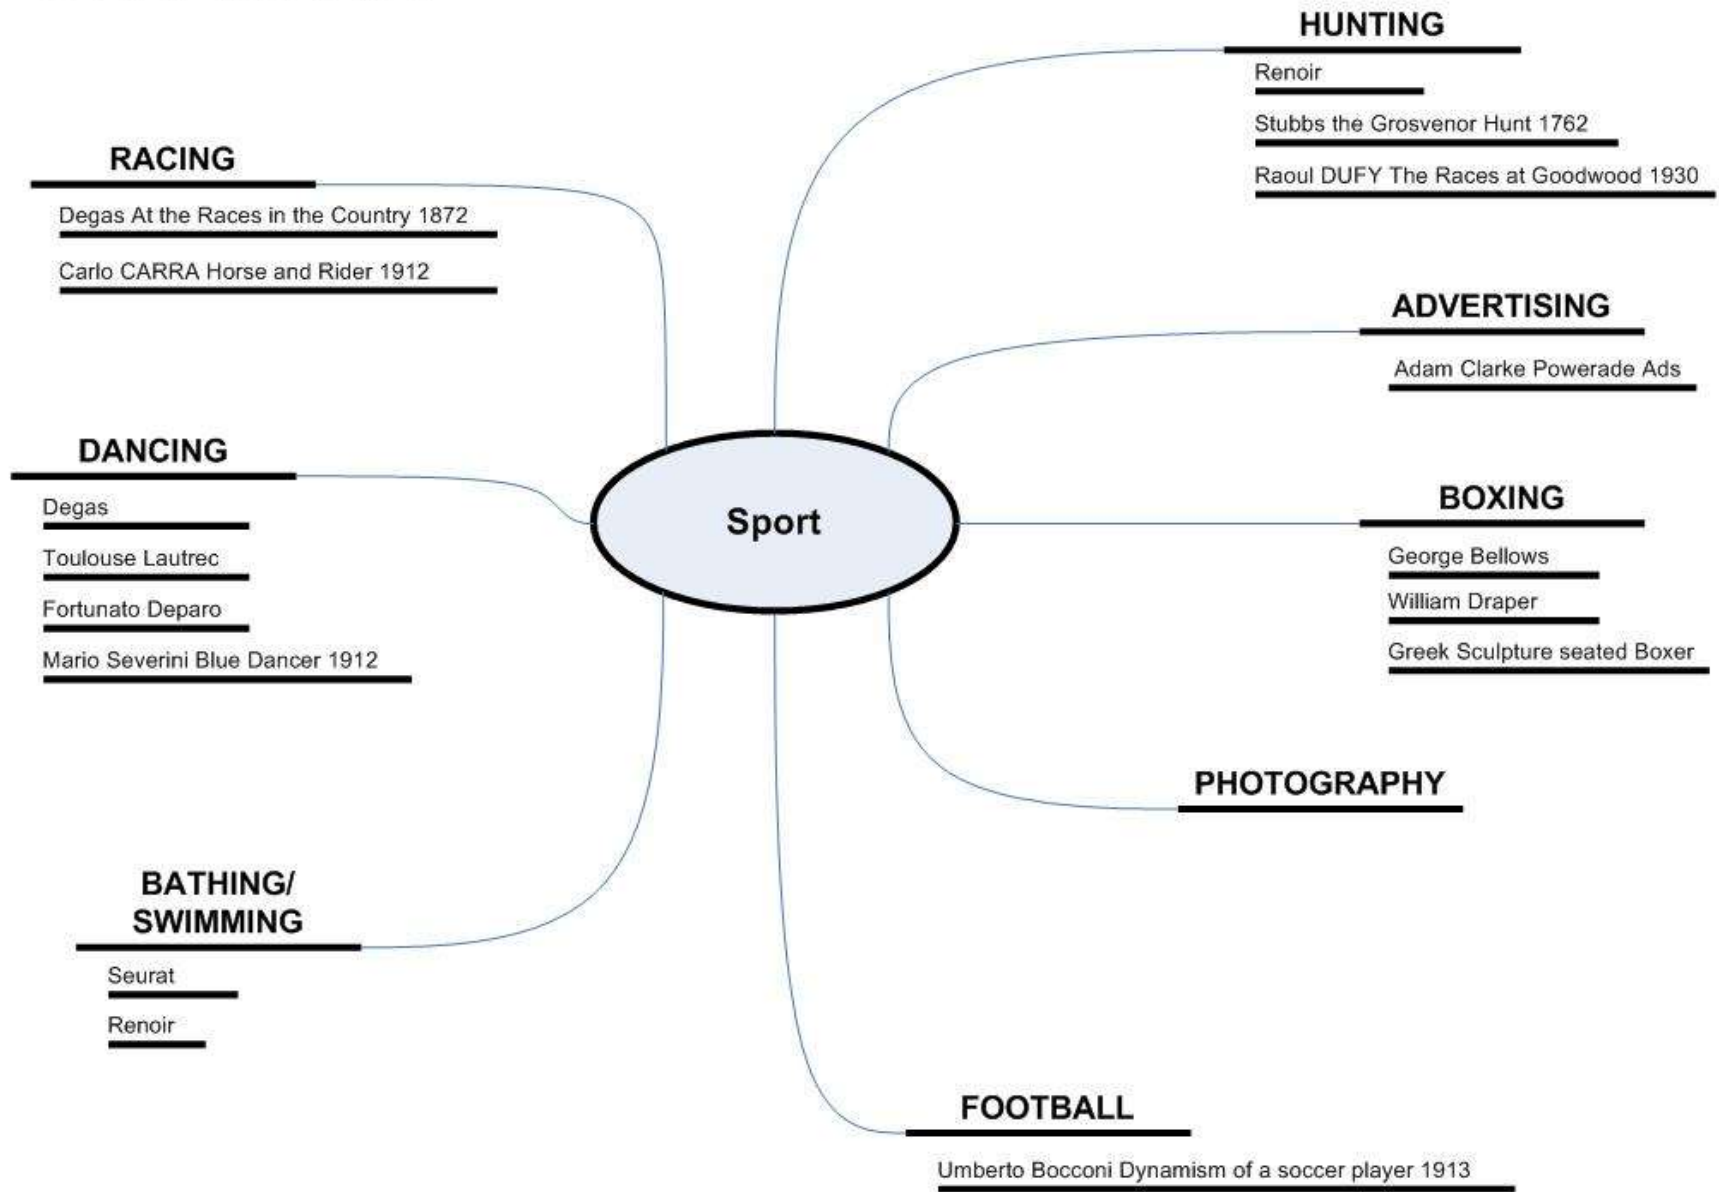 HUNTING
Renoir
Stubbs the Grosvenor Hunt 1762
Raoul DUFY The Races at Goodwood 1930
RACING
Degas At the Races in the Country 1872
Carlo CARRA Horse and Rider 1912
ADVERTISING
Adam Clarke Powerade Ads
DANCING
Degas
Toulouse Lautrec
Fortunato Deparo
Mario Severini Blue Dancer 1912
Sport
BOXING
George Bellows
William Draper
Greek Sculpture seated Boxer
PHOTOGRAPHY
BATHING/
SWIMMING
Seurat
Renoir
FOOTBALL
Umberto Bocconi Dynamism of a soccer player 1913